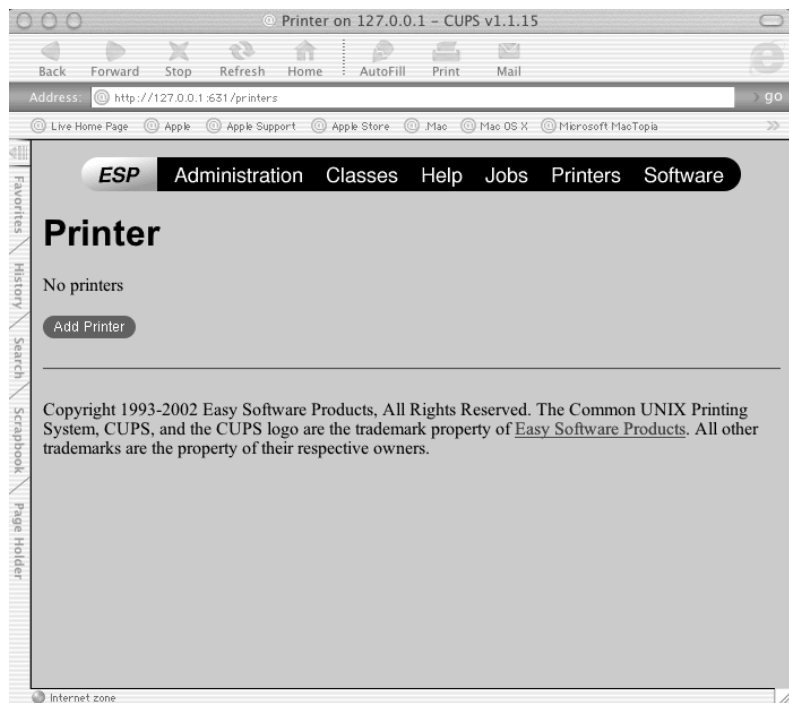 Printer on 127.0.0.1 – CUPS v1.1.15
Back Forward Stop Refresh Home AutoFill Print Mail
Address: http://127.0.0.1:631/printers go
Live Home Page Apple Apple Support Apple Store .Mac Mac OS X Microsoft MacTopia
Favorites
History
Search
Scrapbook
Page Holder
ESP Administration Classes Help Jobs Printers Software
Printer
No printers
Add Printer
Copyright 1993-2002 Easy Software Products, All Rights Reserved. The Common UNIX Printing
System, CUPS, and the CUPS logo are the trademark property of Easy Software Products. All other
trademarks are the property of their respective owners.
Internet zone